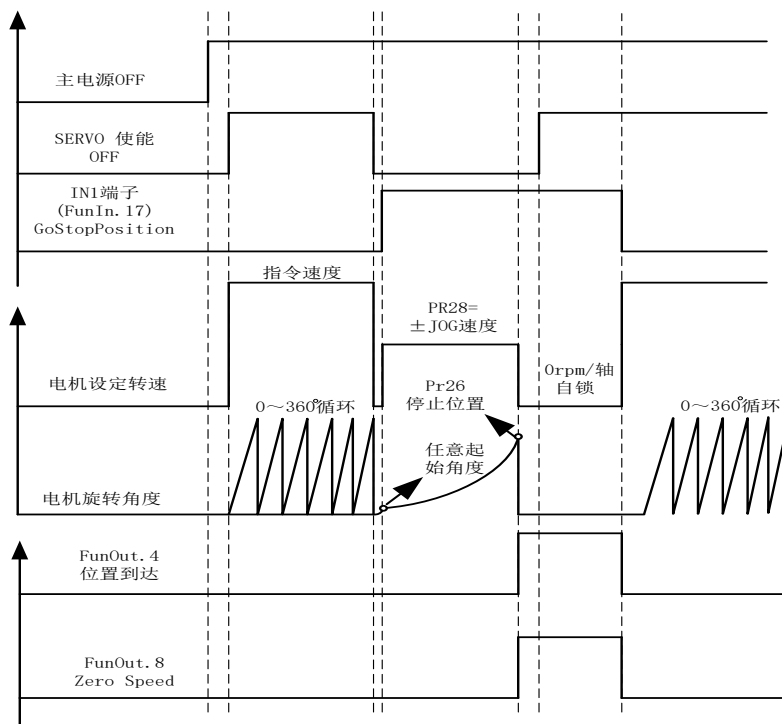 主电源OFF
SERVO 使能
OFF
IN1端子
(FunIn.17)
GoStopPosition
指令速度
PR28=
±JOG速度
电机设定转速
Pr26
停止位置
0rpm/轴
自锁
0～360°循环
0～360°循环
任意起
始角度
电机旋转角度
FunOut.4
位置到达
FunOut.8
Zero Speed